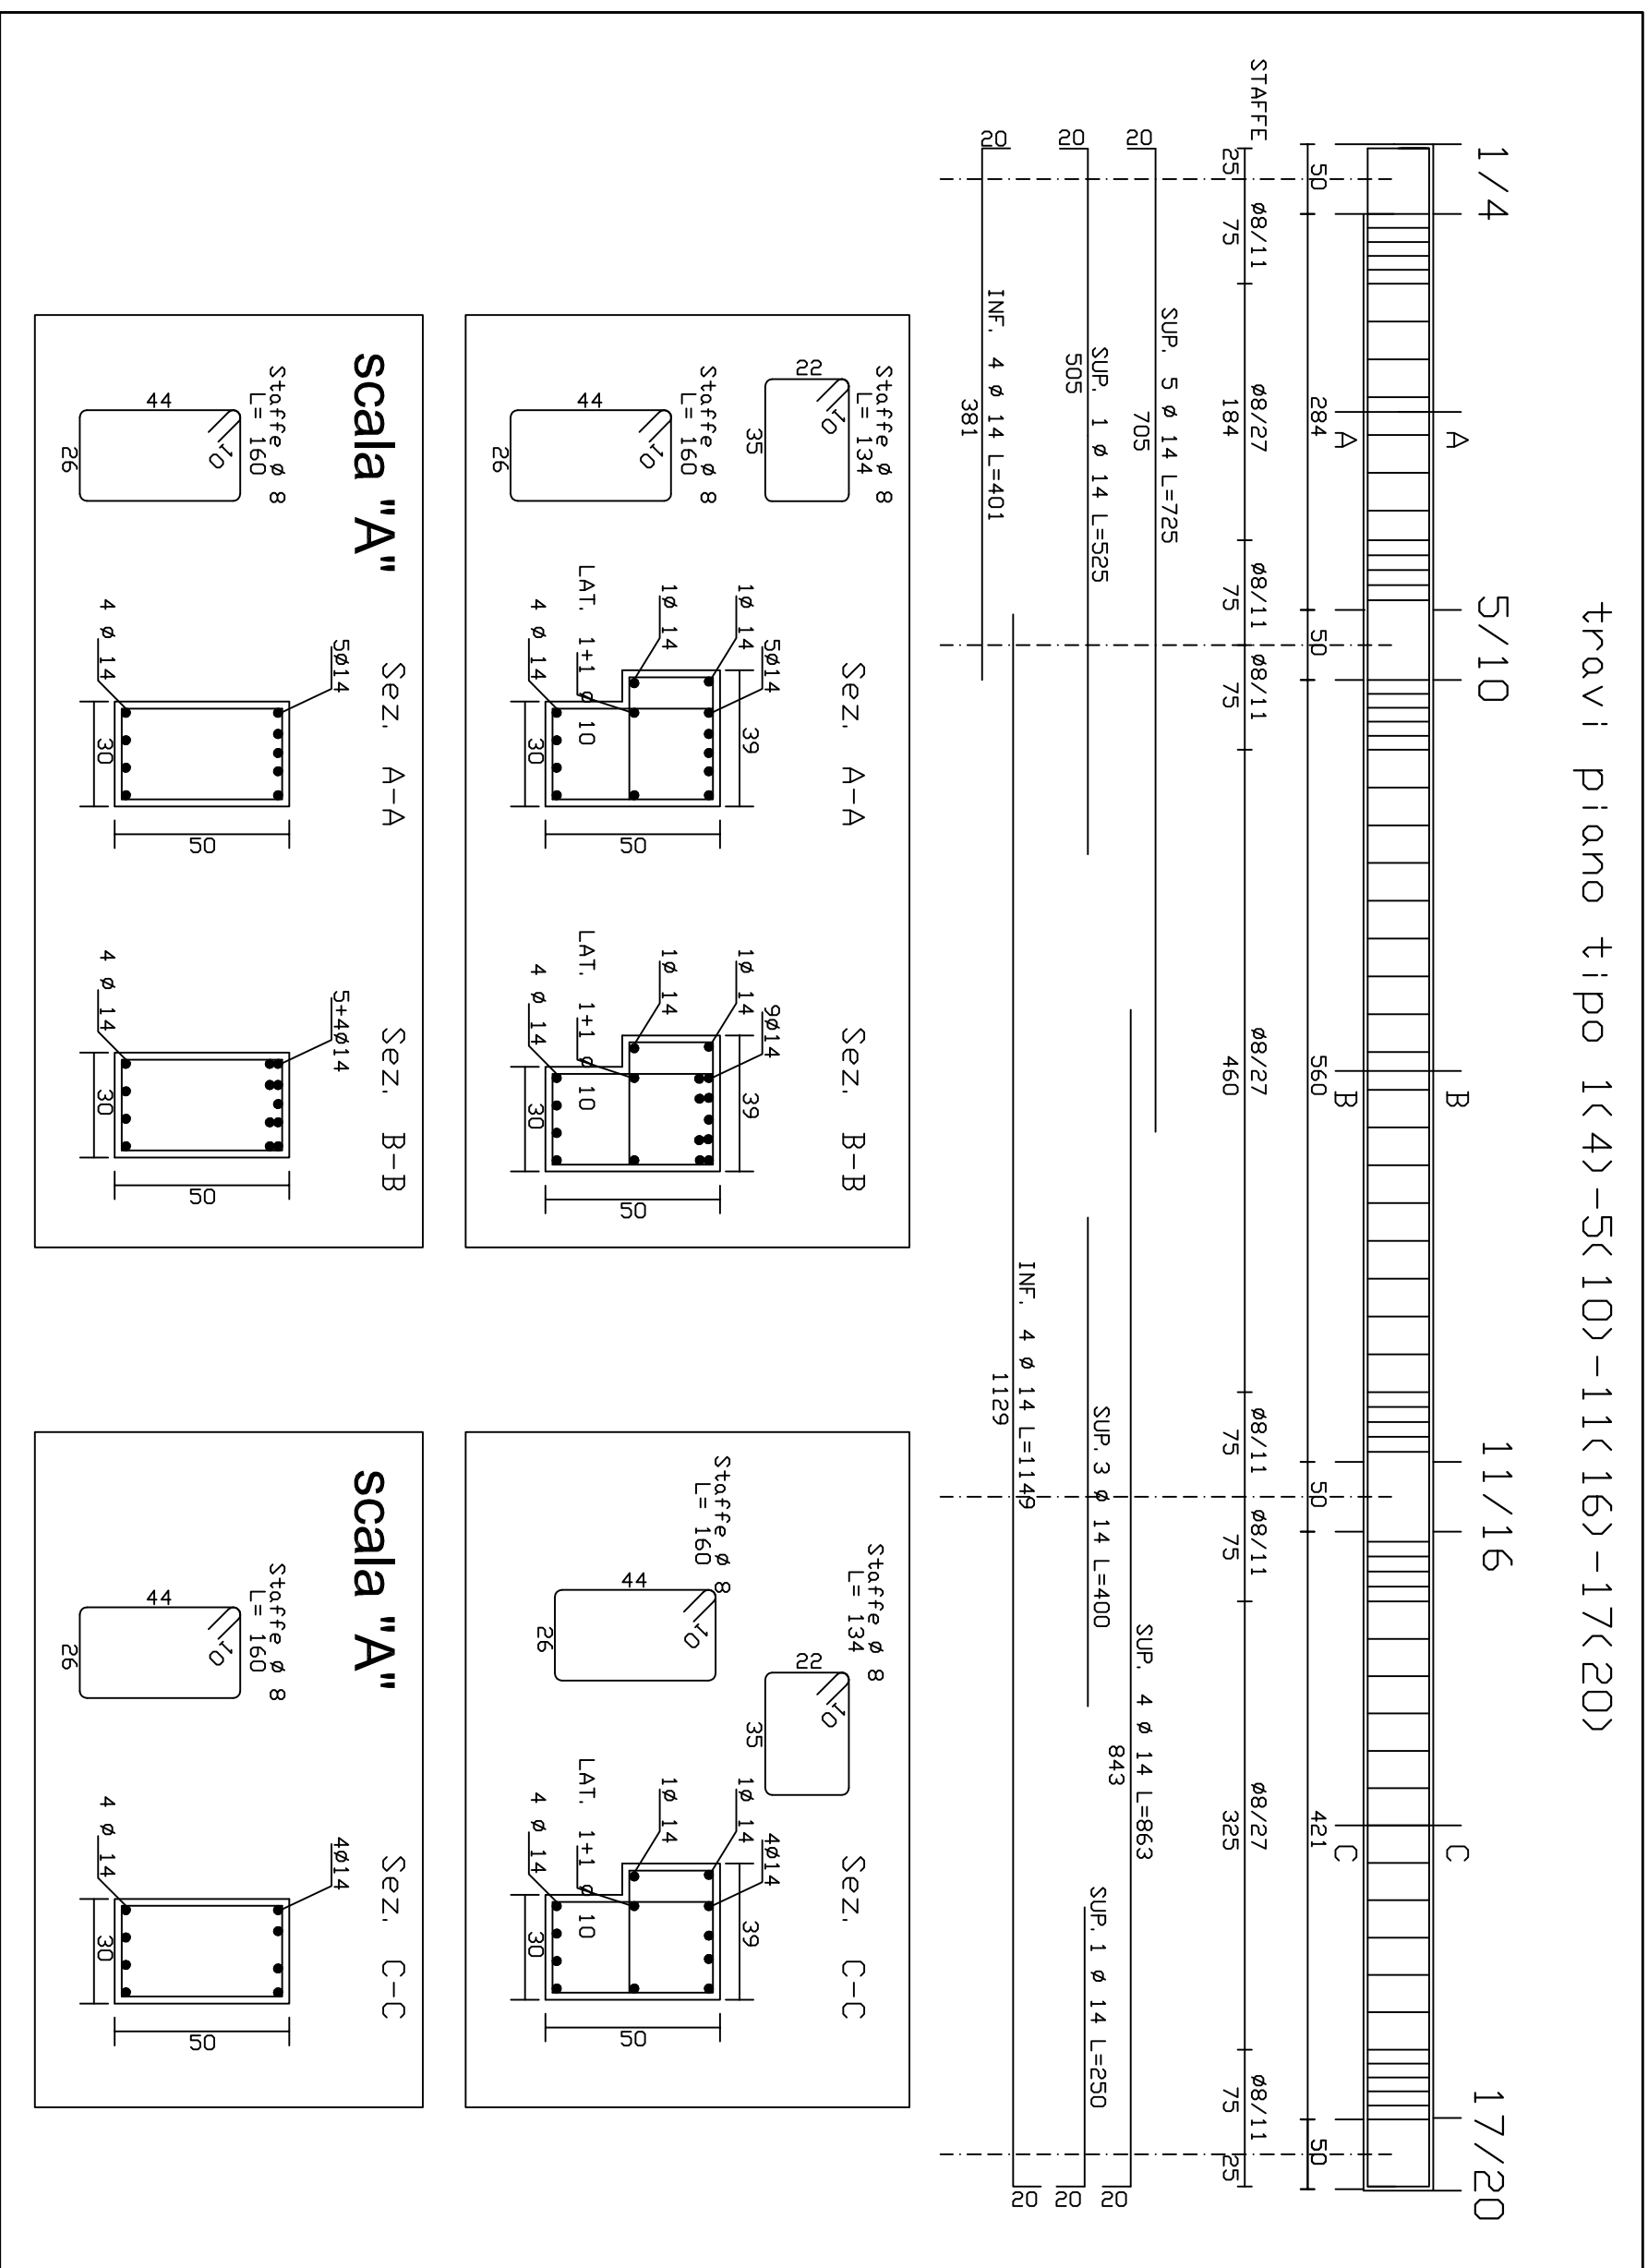 travi piano tipo 1(4)-5(10)-11(16)-17(20)
1/4
5/10
11/16
17/20
A
B
C
A
B
C
50
284
50
560
50
421
50
STAFFE
ø8/11
ø8/27
ø8/11
ø8/11
ø8/27
ø8/11
ø8/11
ø8/27
ø8/11
25
75
184
75
75
460
75
75
325
75
25
20
SUP. 5 ø 14 L=725
705
SUP. 4 ø 14 L=863
843
20
20
SUP. 1 ø 14 L=525
505
SUP. 3 ø 14 L=400
SUP. 1 ø 14 L=250
20
INF. 4 ø 14 L=1149
1129
20
20
INF. 4 ø 14 L=401
381
Staffe ø 8
L= 134
22
10
35
Staffe ø 8
L= 160
44
10
26
Sez. A-A
39
5ø14
1ø 14
1ø 14
LAT. 1+1 ø 10
4 ø 14
30
50
Sez. B-B
39
9ø14
1ø 14
1ø 14
LAT. 1+1 ø 10
4 ø 14
30
50
Staffe ø 8
L= 134
22
10
35
Staffe ø 8
L= 160
44
10
26
Sez. C-C
39
4ø14
1ø 14
1ø 14
LAT. 1+1 ø 10
4 ø 14
30
50
scala "A"
Staffe ø 8
L= 160
44
10
26
Sez. A-A
5ø14
4 ø 14
30
50
Sez. B-B
5+4ø14
4 ø 14
30
50
scala "A"
Staffe ø 8
L= 160
44
10
26
Sez. C-C
4ø14
4 ø 14
30
50